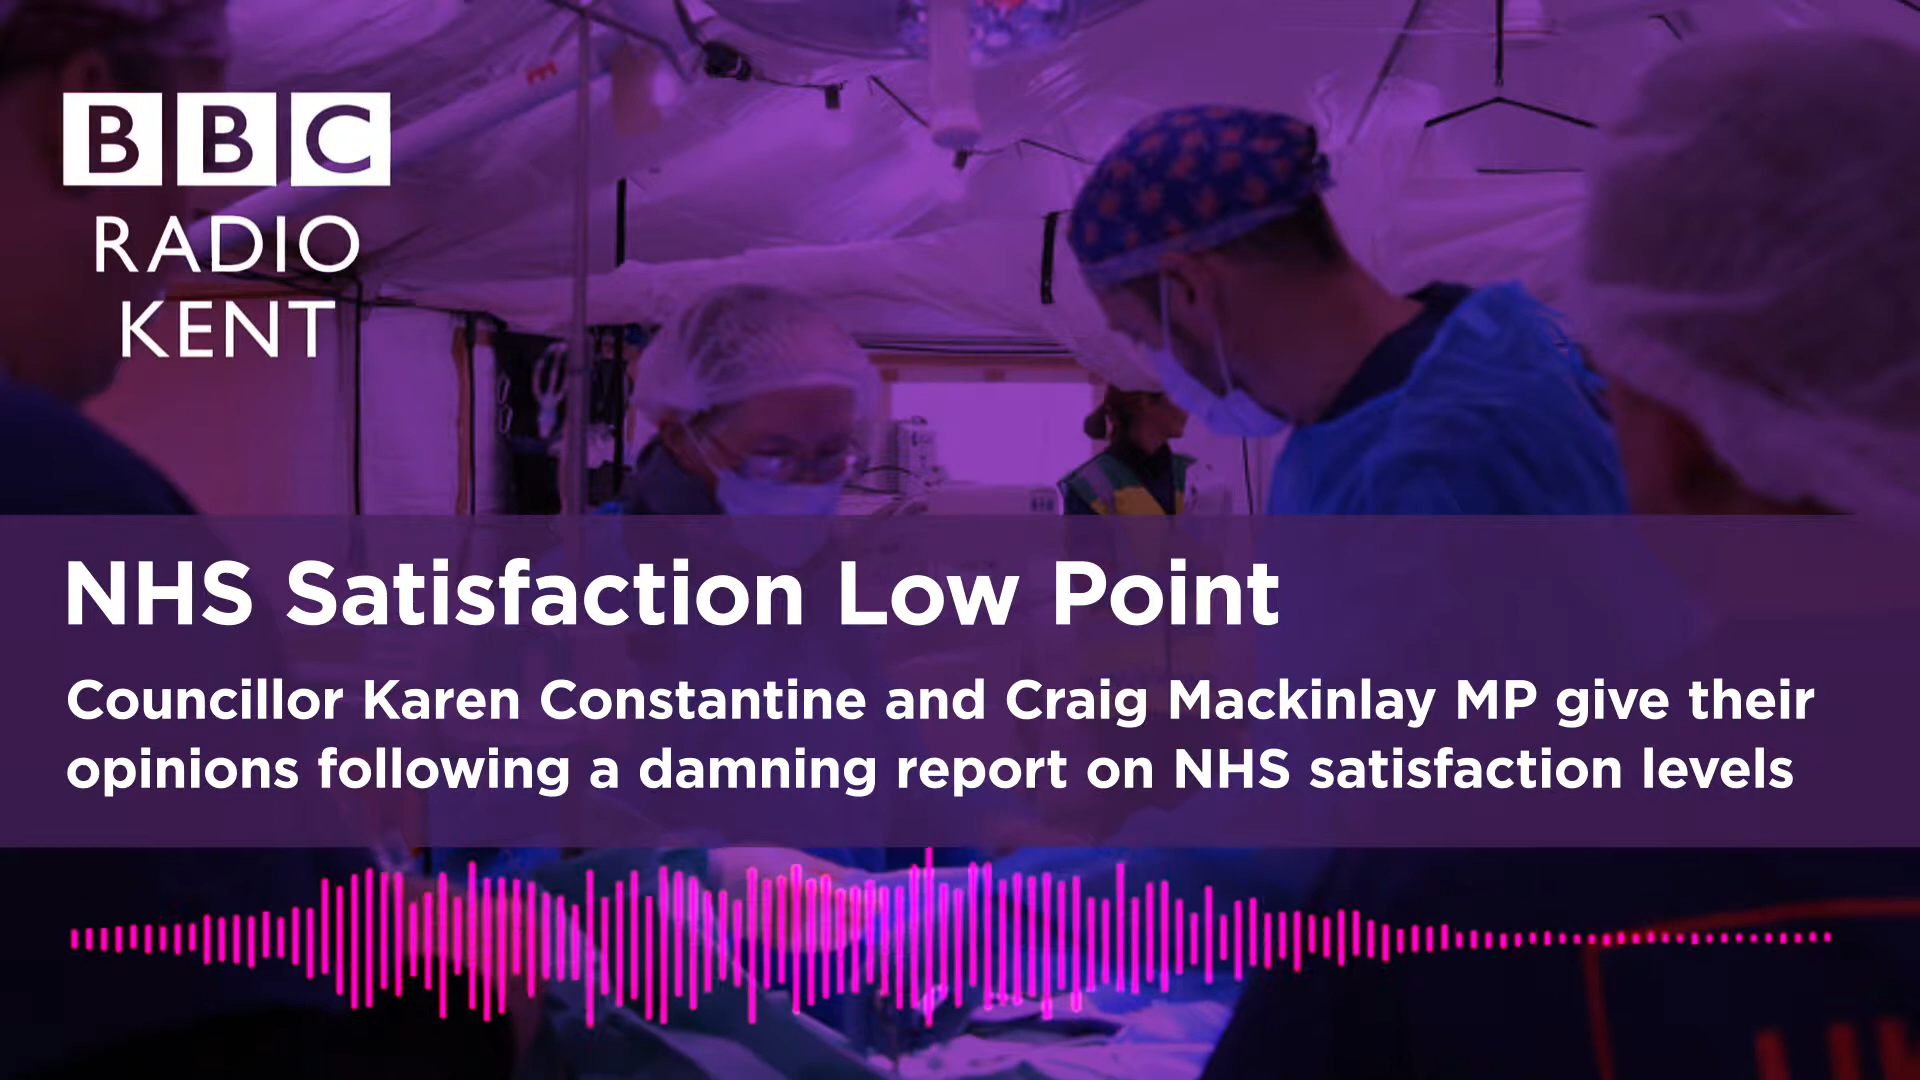 BBC
RADIO
KENT
NHS Satisfaction Low Point
Councillor Karen Constantine and Craig Mackinlay MP give their
opinions following a damning report on NHS satisfaction levels